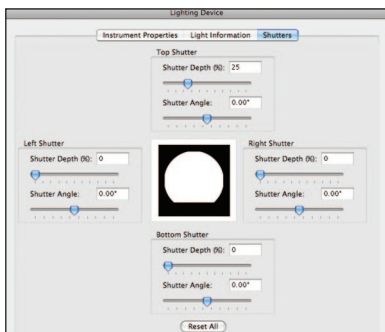 Lighting Device
Instrument Properties Light Information Shutters
Top Shutter
Shutter Depth (%): 25
Shutter Angle: 0.00°
Left Shutter
Shutter Depth (%): 0
Shutter Angle: 0.00°
Right Shutter
Shutter Depth (%): 0
Shutter Angle: 0.00°
Bottom Shutter
Shutter Depth (%): 0
Shutter Angle: 0.00°
Reset All